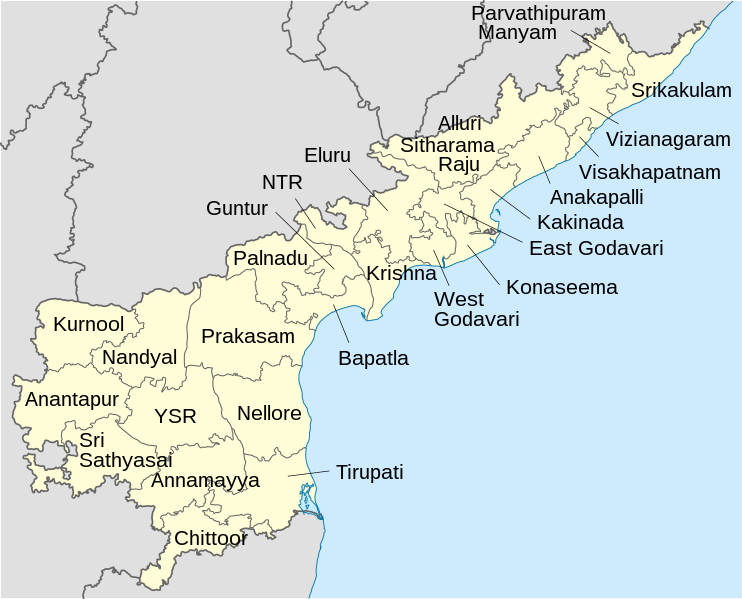 Parvathipuram
Manyam
Srikakulam
Alluri
Sitharama
Raju
Vizianagaram
Eluru
Visakhapatnam
NTR
Anakapalli
Guntur
Kakinada
East Godavari
Palnadu
Krishna
Konaseema
West
Godavari
Kurnool
Prakasam
Nandyal
Bapatla
Anantapur
YSR
Nellore
Sri
Sathyasai
Tirupati
Annamayya
Chittoor